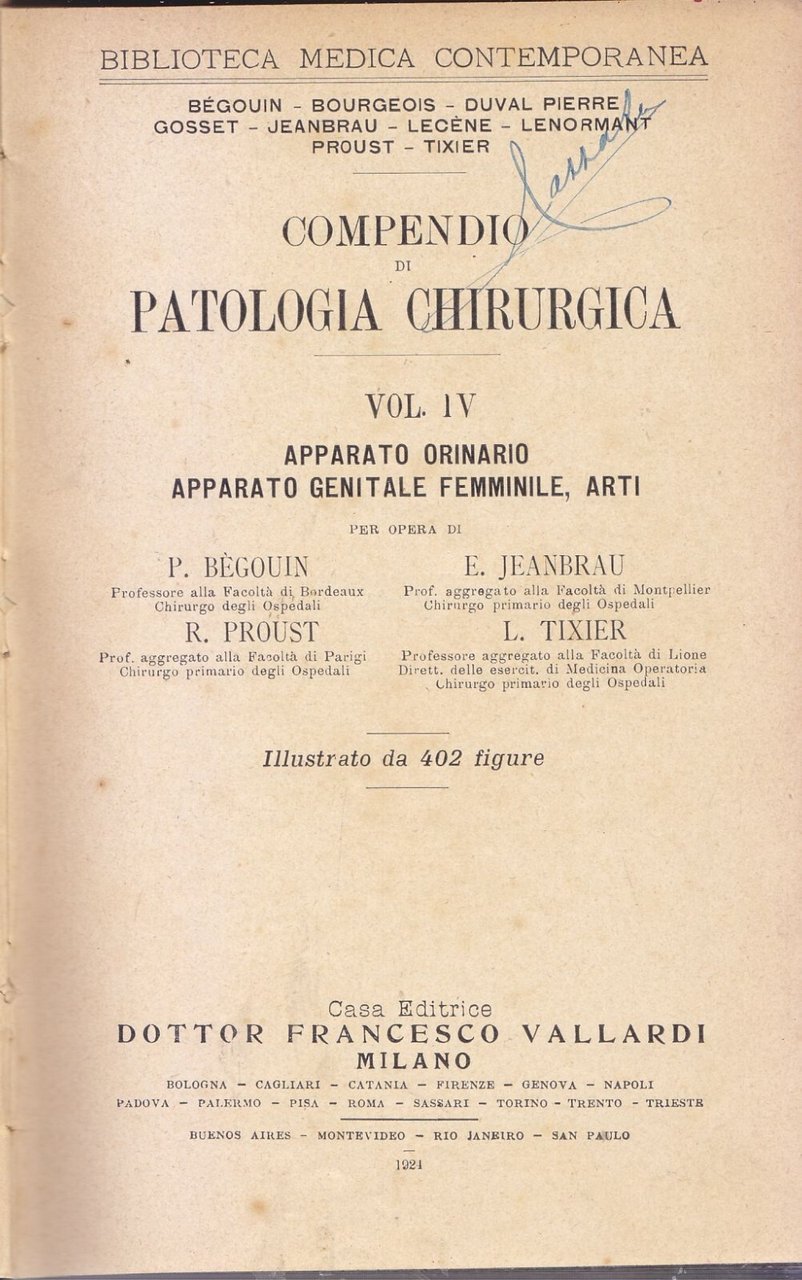 BIBLIOTECA MEDICA CONTEMPORANEA
BÉGOUIN - BOURGEOIS - DUVAL PIERRE
GOSSET - JEANBRAU - LECÈNE - LENORMANT
PROUST - TIXIER
COMPENDIO
DI
PATOLOGIA CHIRURGICA
VOL. IV
APPARATO ORINARIO
APPARATO GENITALE FEMMINILE, ARTI
PER OPERA DI
P. BÈGOUIN
Professore alla Facoltà di Bordeaux
Chirurgo degli Ospedali
E. JEANBRAU
Prof. aggregato alla Facoltà di Montpellier
Chirurgo primario degli Ospedali
R. PROUST
Prof. aggregato alla Facoltà di Parigi
Chirurgo primario degli Ospedali
L. TIXIER
Professore aggregato alla Facoltà di Lione
Dirett. delle esercit. di Medicina Operatoria
Chirurgo primario degli Ospedali
Illustrato da 402 figure
Casa Editrice
DOTTOR FRANCESCO VALLARDI
MILANO
BOLOGNA — CAGLIARI — CATANIA — FIRENZE — GENOVA — NAPOLI
PADOVA — PALERMO — PISA — ROMA — SASSARI — TORINO - TRENTO - TRIESTE
BUENOS AIRES - MONTEVIDEO — RIO JANEIRO — SAN PAULO
1921